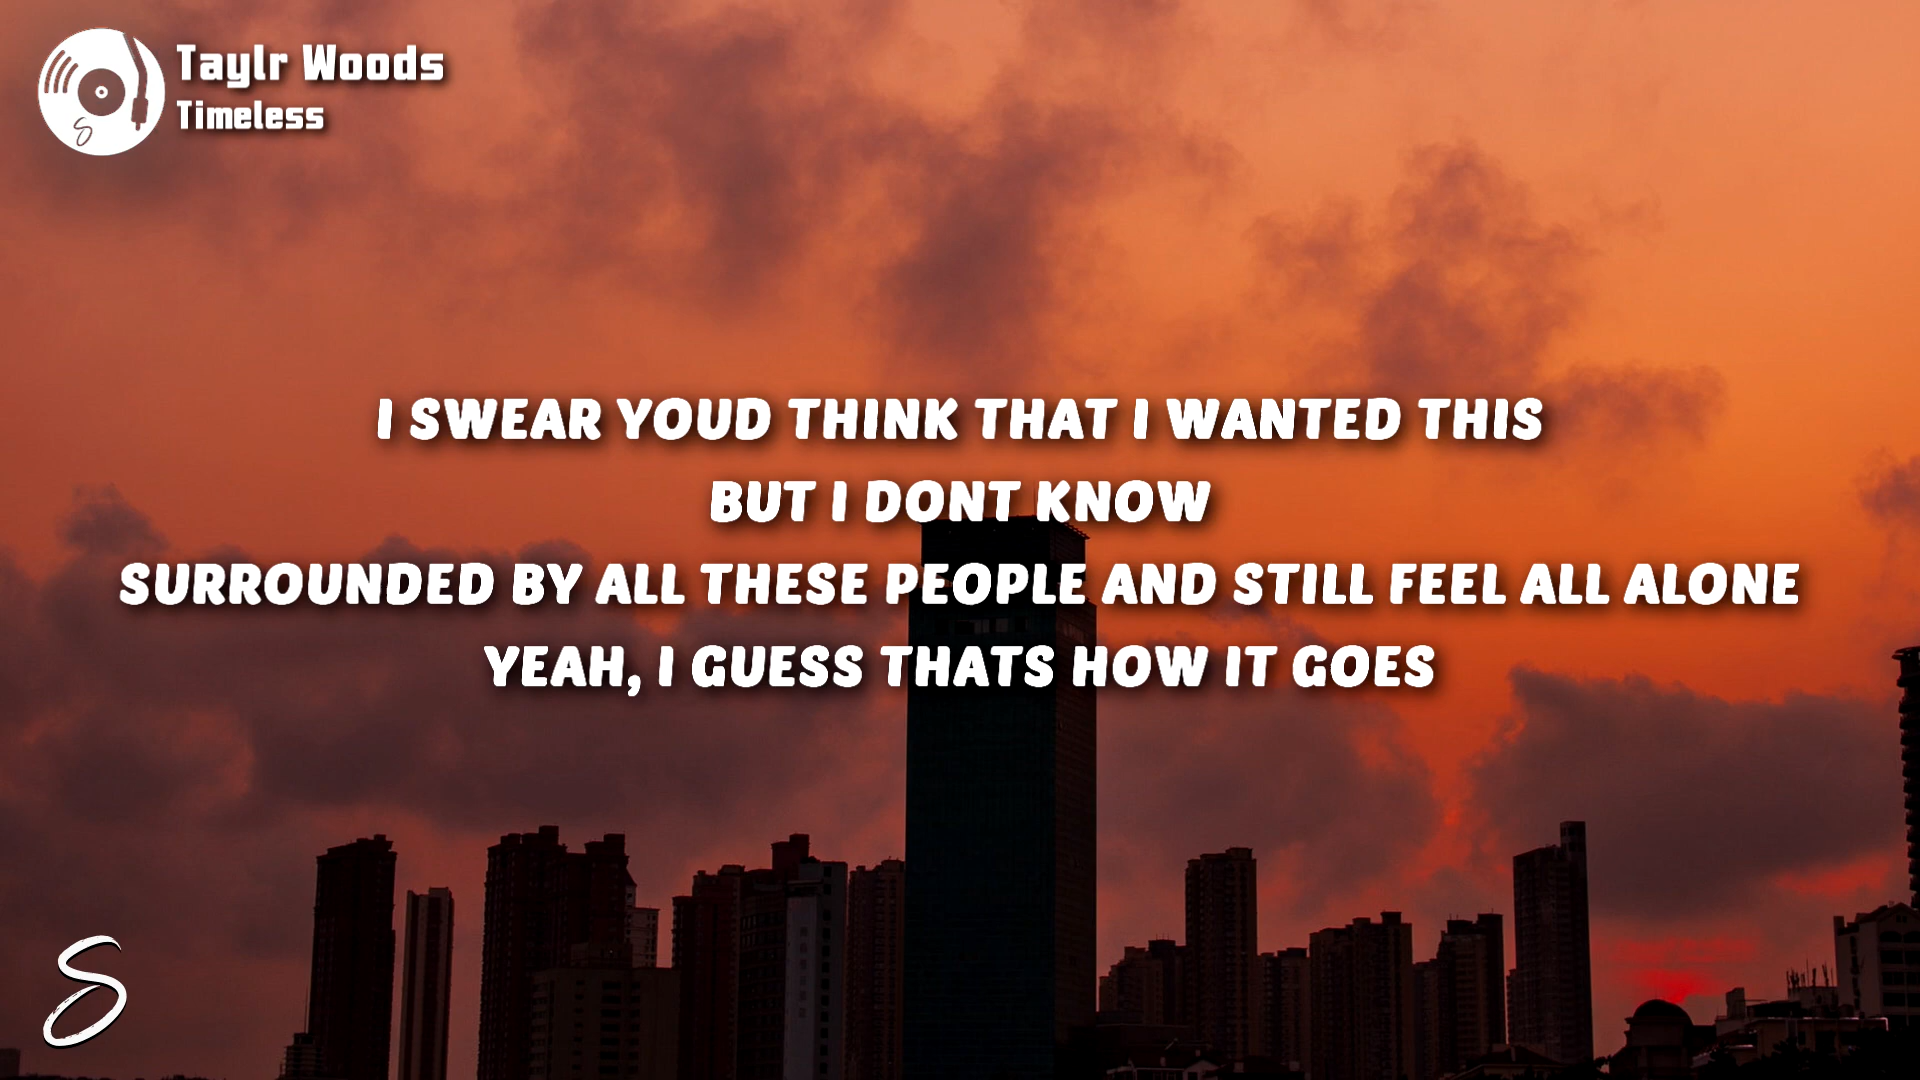 Taylr Woods
Timeless
I SWEAR YOUD THINK THAT I WANTED THIS
BUT I DONT KNOW
SURROUNDED BY ALL THESE PEOPLE AND STILL FEEL ALL ALONE
YEAH, I GUESS THATS HOW IT GOES
S